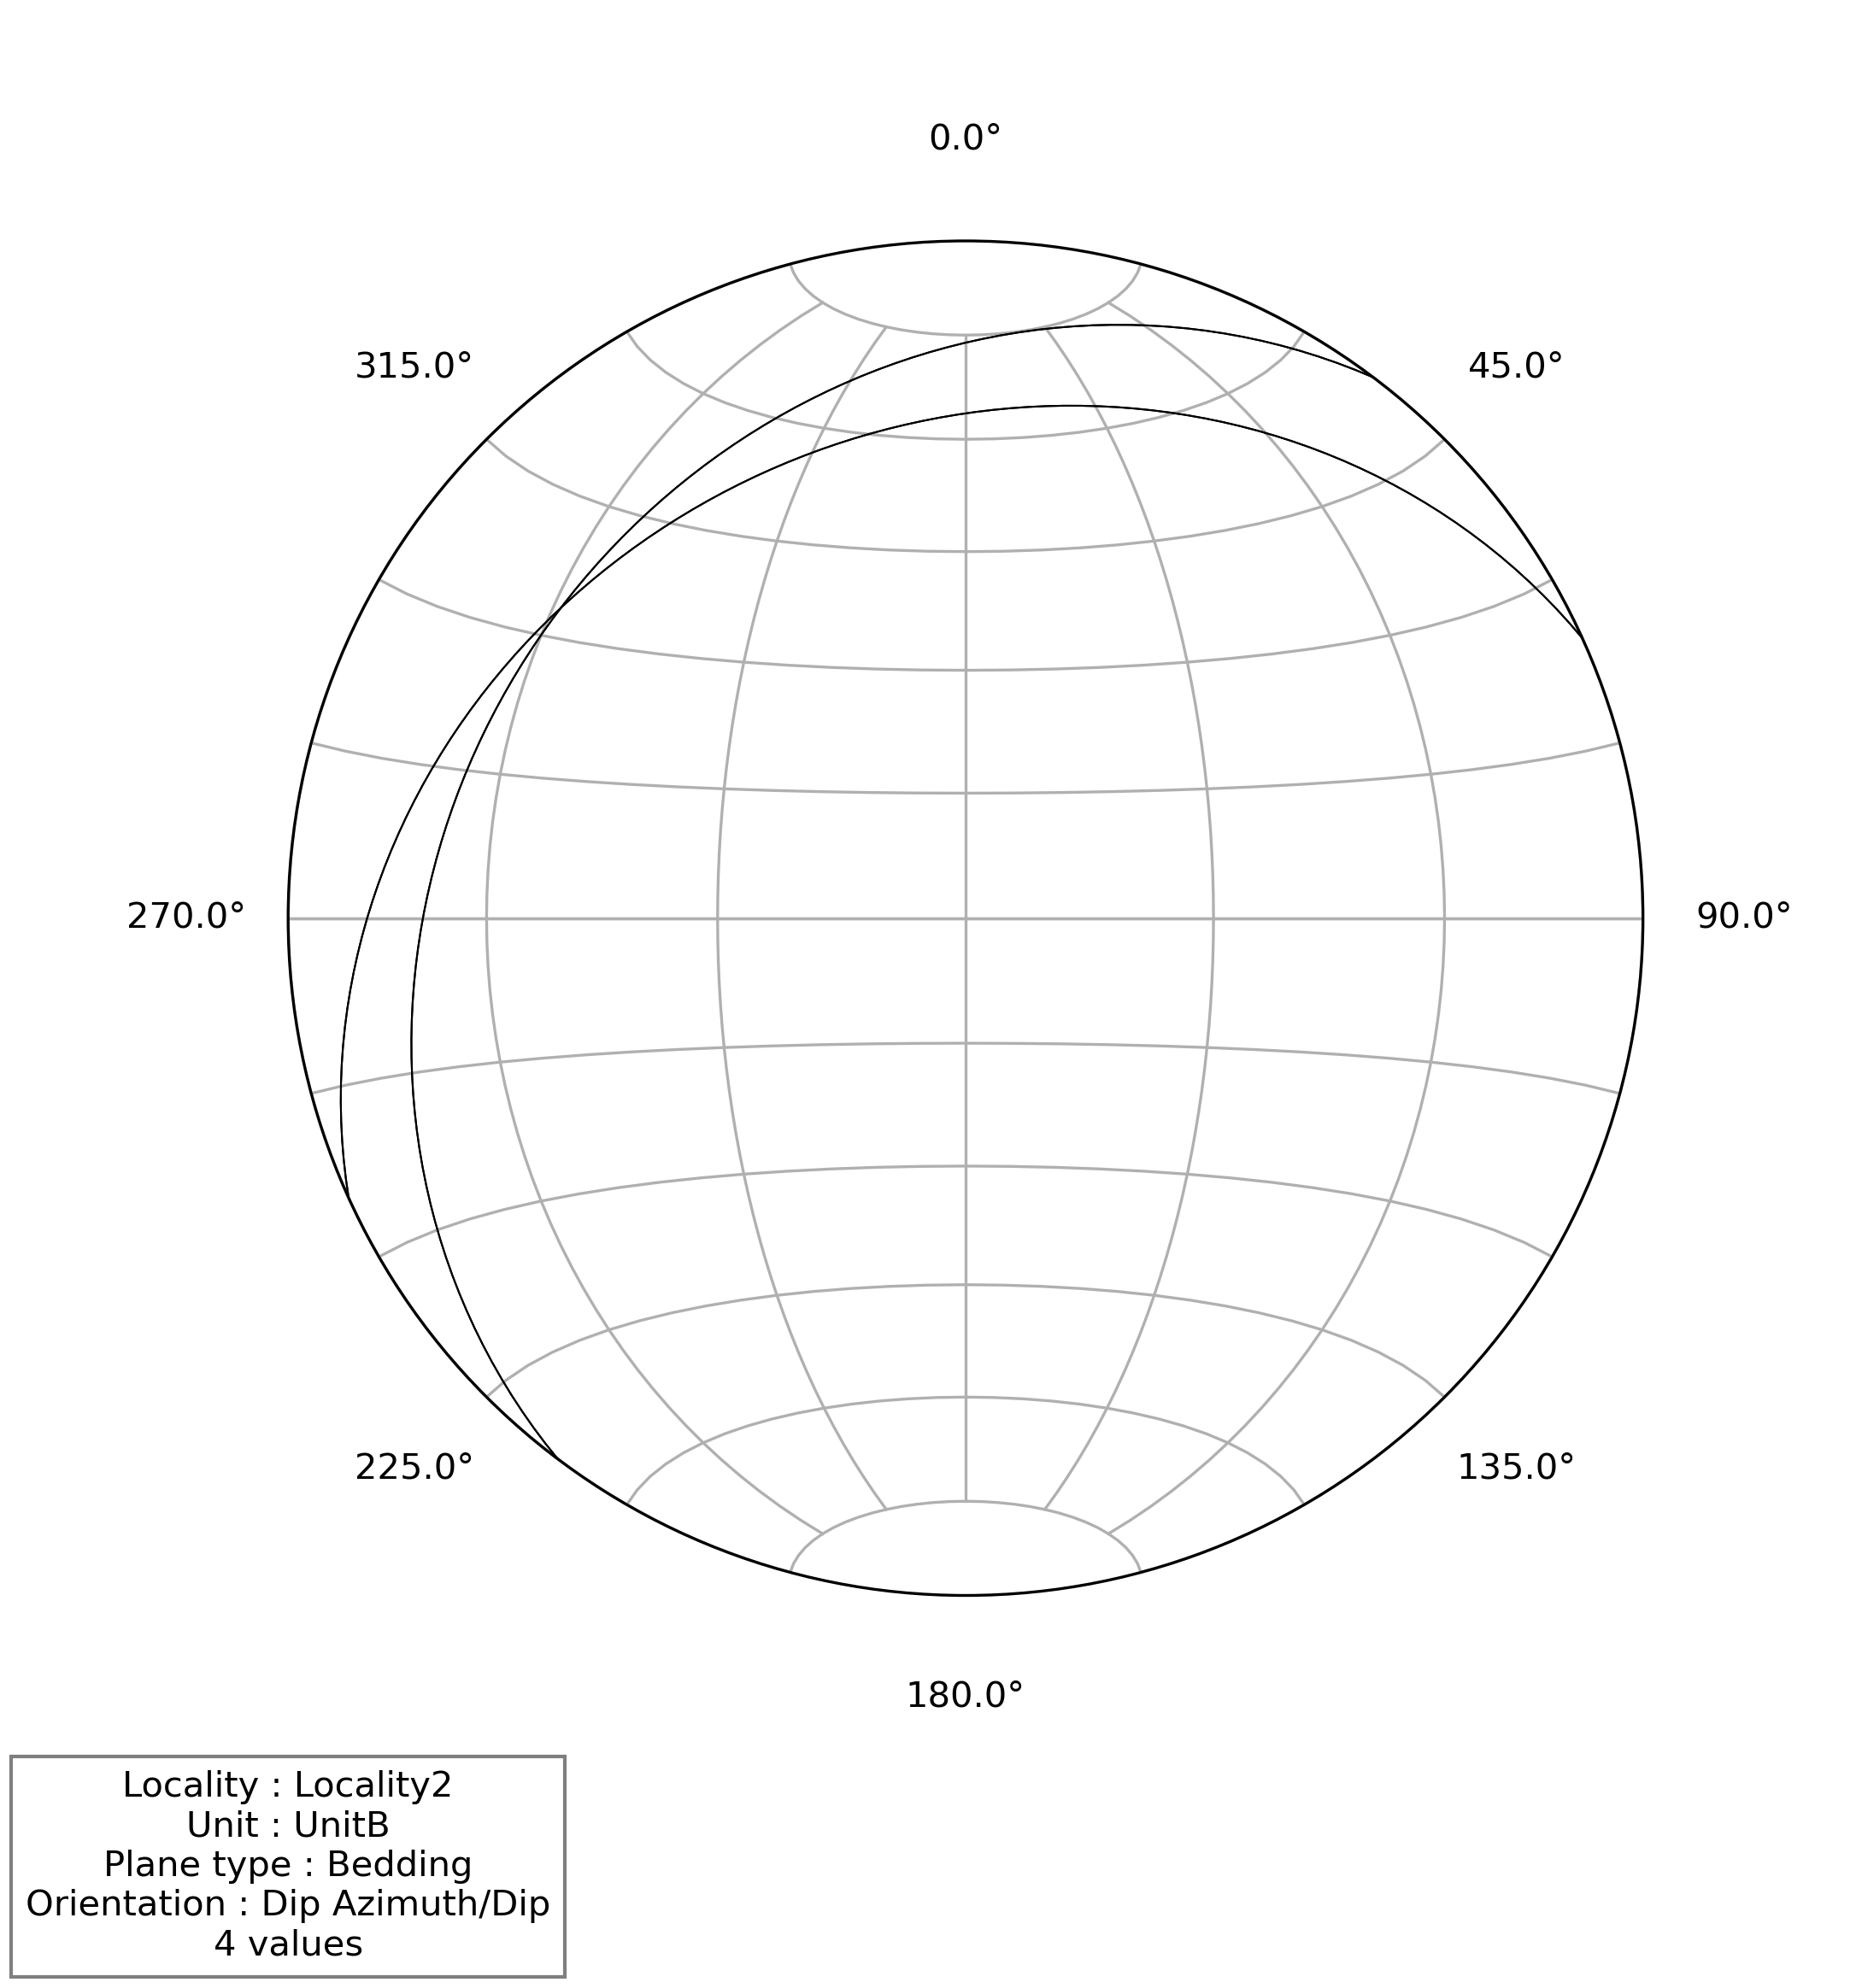 0.0°
315.0°
45.0°
270.0°
90.0°
225.0°
135.0°
180.0°
Locality : Locality2
Unit : UnitB
Plane type : Bedding
Orientation : Dip Azimuth/Dip
4 values